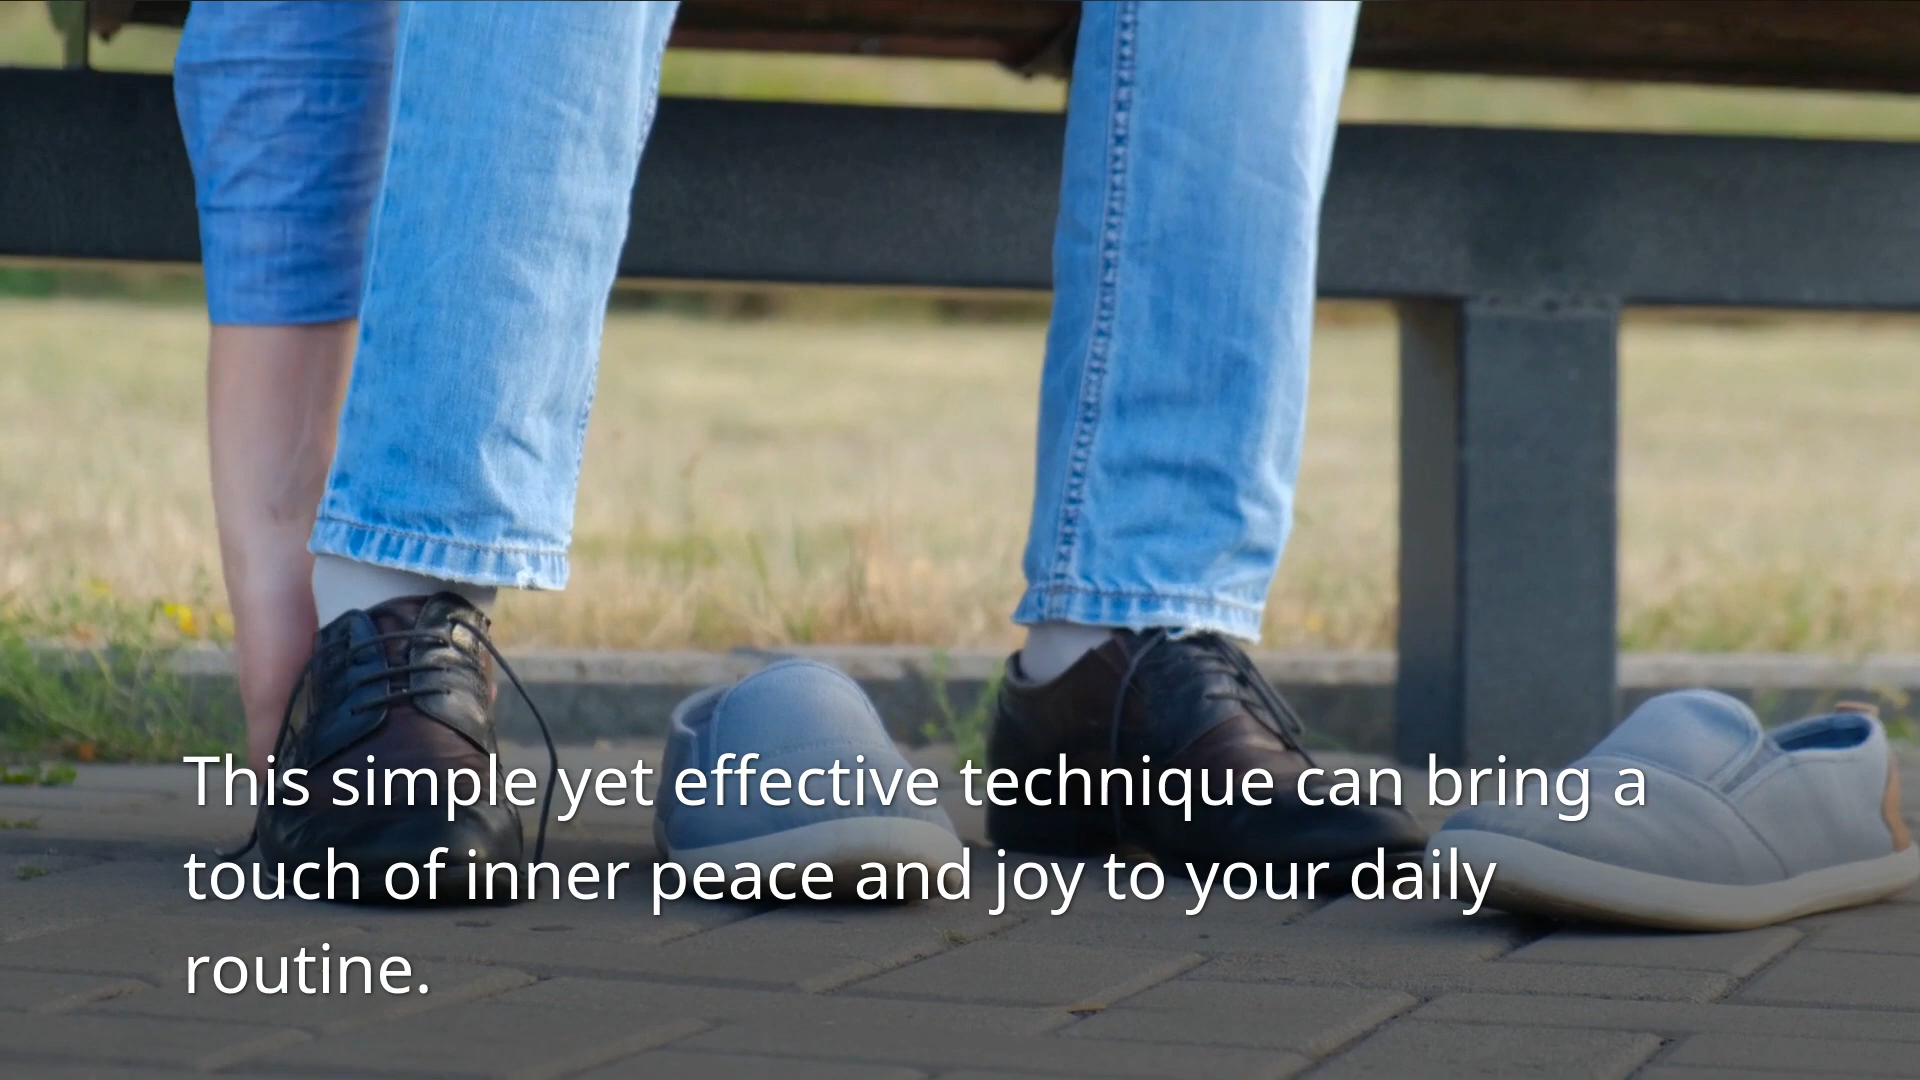 This simple yet effective technique can bring a
touch of inner peace and joy to your daily
routine.